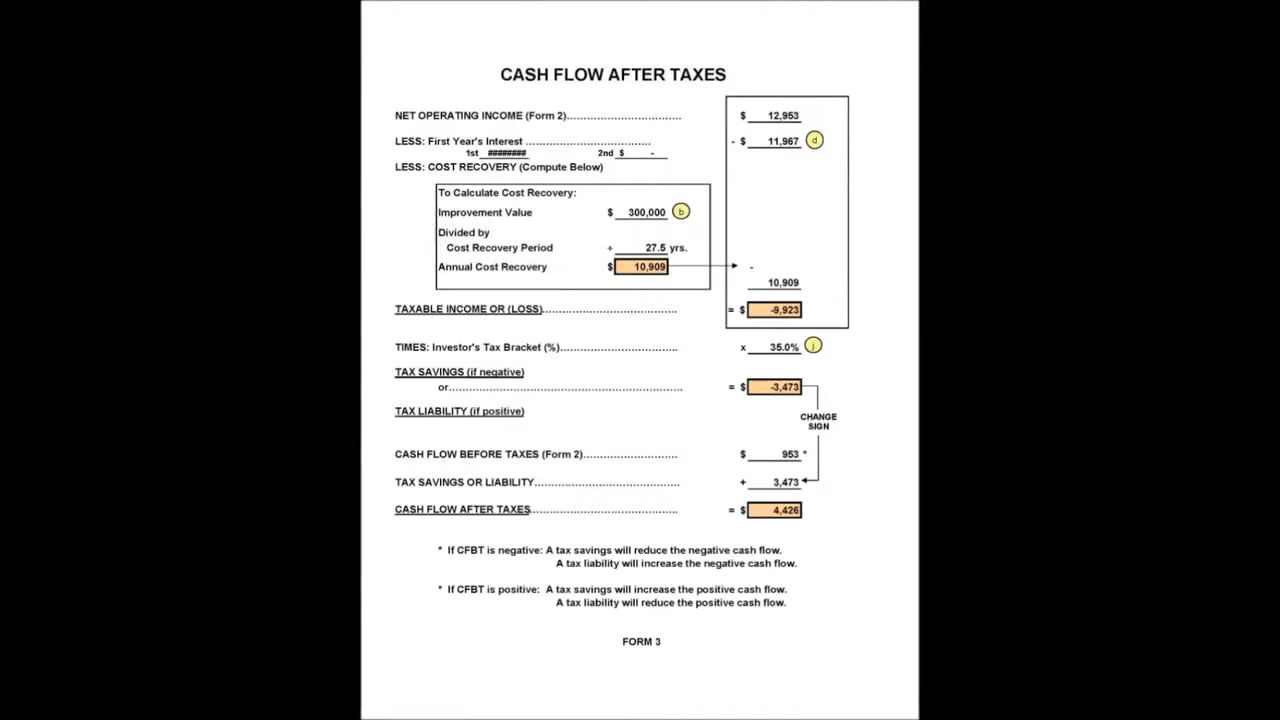 CASH FLOW AFTER TAXES
NET OPERATING INCOME (Form 2)................................. $ 12,953
LESS: First Year's Interest .................................... - $ 11,967 d
1st ######## 2nd $ -
LESS: COST RECOVERY (Compute Below)
To Calculate Cost Recovery:
Improvement Value $ 300,000 b
Divided by
Cost Recovery Period ÷ 27.5 yrs.
Annual Cost Recovery $ 10,909 -
10,909
TAXABLE INCOME OR (LOSS)....................................... = $ -9,923
TIMES: Investor's Tax Bracket (%)................................. x 35.0% j
TAX SAVINGS (if negative)
or.................................................................... = $ -3,473
TAX LIABILITY (if positive)
CHANGE
SIGN
CASH FLOW BEFORE TAXES (Form 2)........................... $ 953 *
TAX SAVINGS OR LIABILITY......................................... + 3,473
CASH FLOW AFTER TAXES.......................................... = $ 4,426
* If CFBT is negative: A tax savings will reduce the negative cash flow.
A tax liability will increase the negative cash flow.
* If CFBT is positive: A tax savings will increase the positive cash flow.
A tax liability will reduce the positive cash flow.
FORM 3